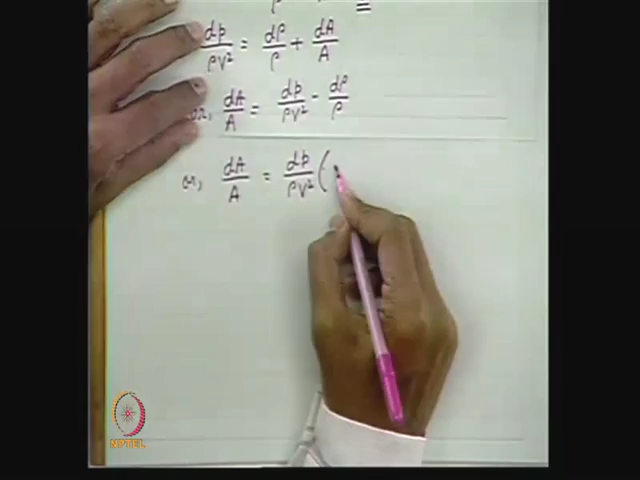 dp/ρV² = dρ/ρ + dA/A
or, dA/A = dp/ρV² - dρ/ρ
or, dA/A = dp/ρV² (
NPTEL